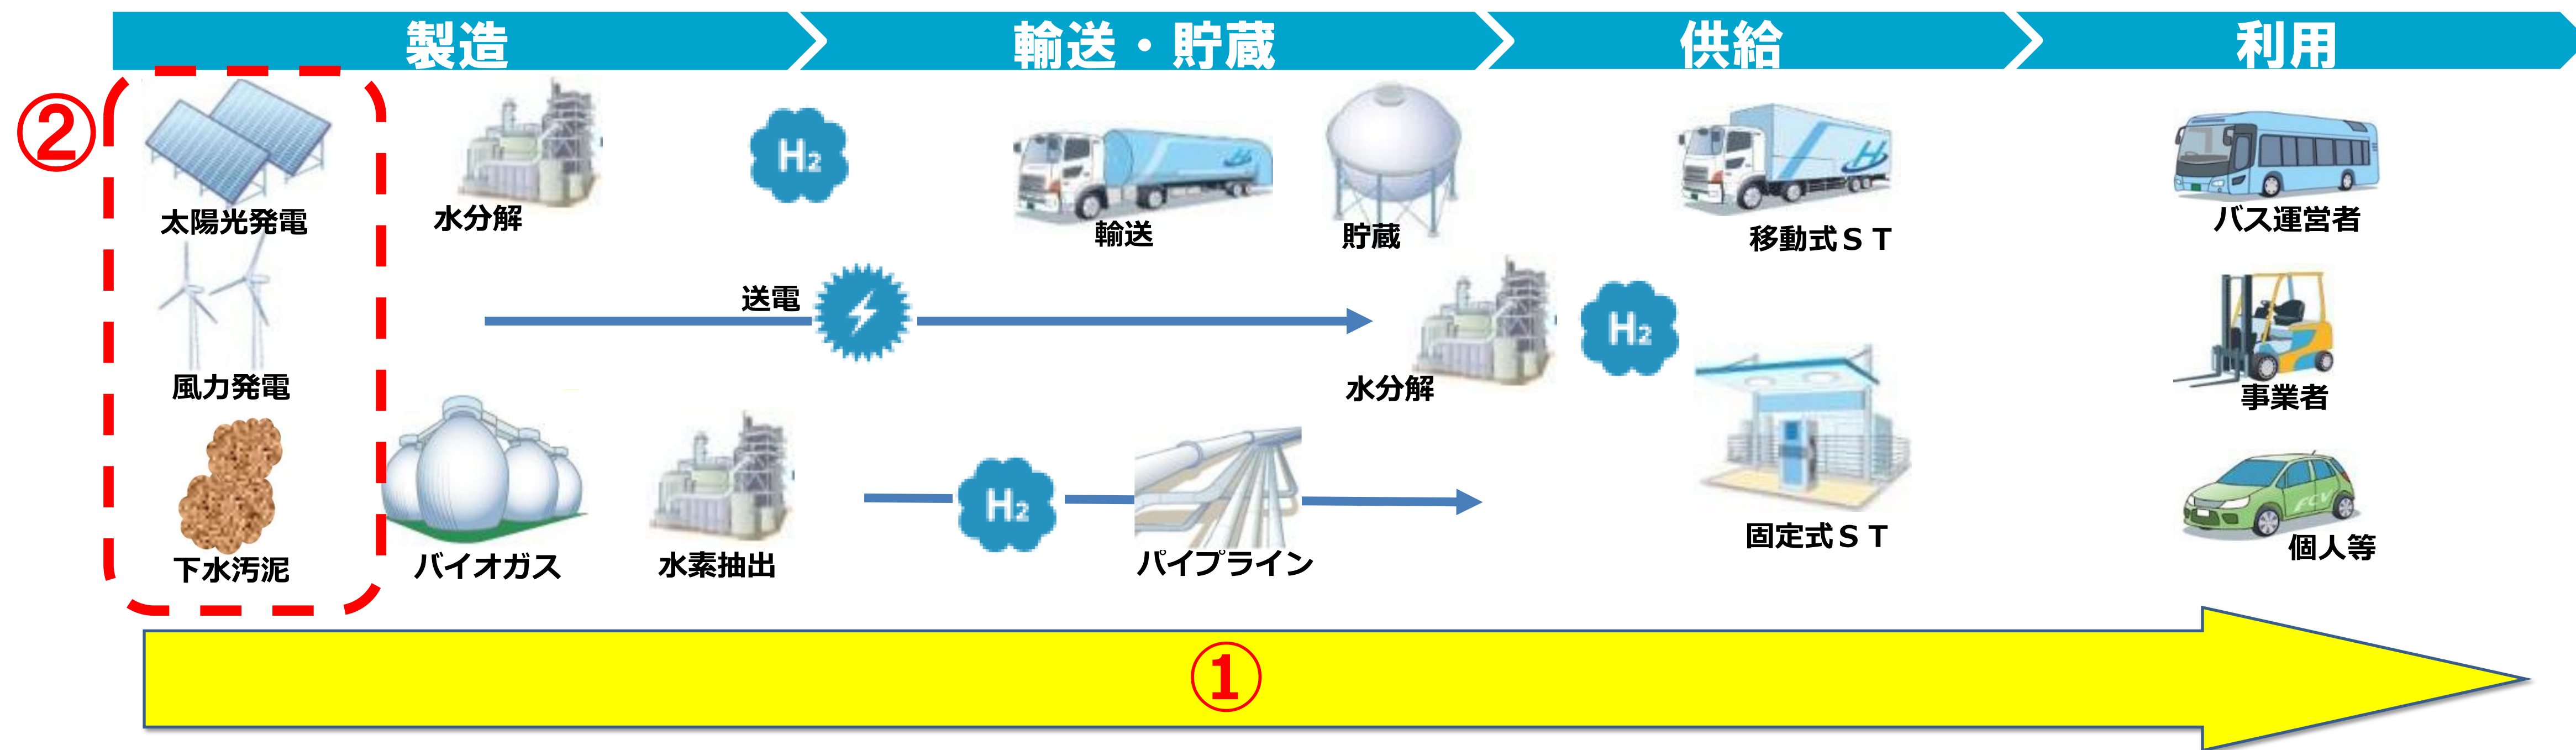 製造
輸送・貯蔵
供給
利用
②
太陽光発電
水分解
H₂
輸送
貯蔵
移動式ST
バス運営者
送電
風力発電
水分解
H₂
事業者
下水汚泥
バイオガス
水素抽出
H₂
パイプライン
固定式ST
FCV
個人等
①